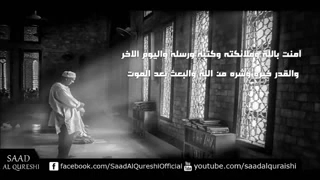 آمنت بالله وملائكته وكتبه ورسله واليوم الآخر
والقدر خيره وشره من الله والبعث بعد الموت
SAAD
AL QURESHI
facebook.com/SaadAlQureshiOfficial
youtube.com/saadalquraishi